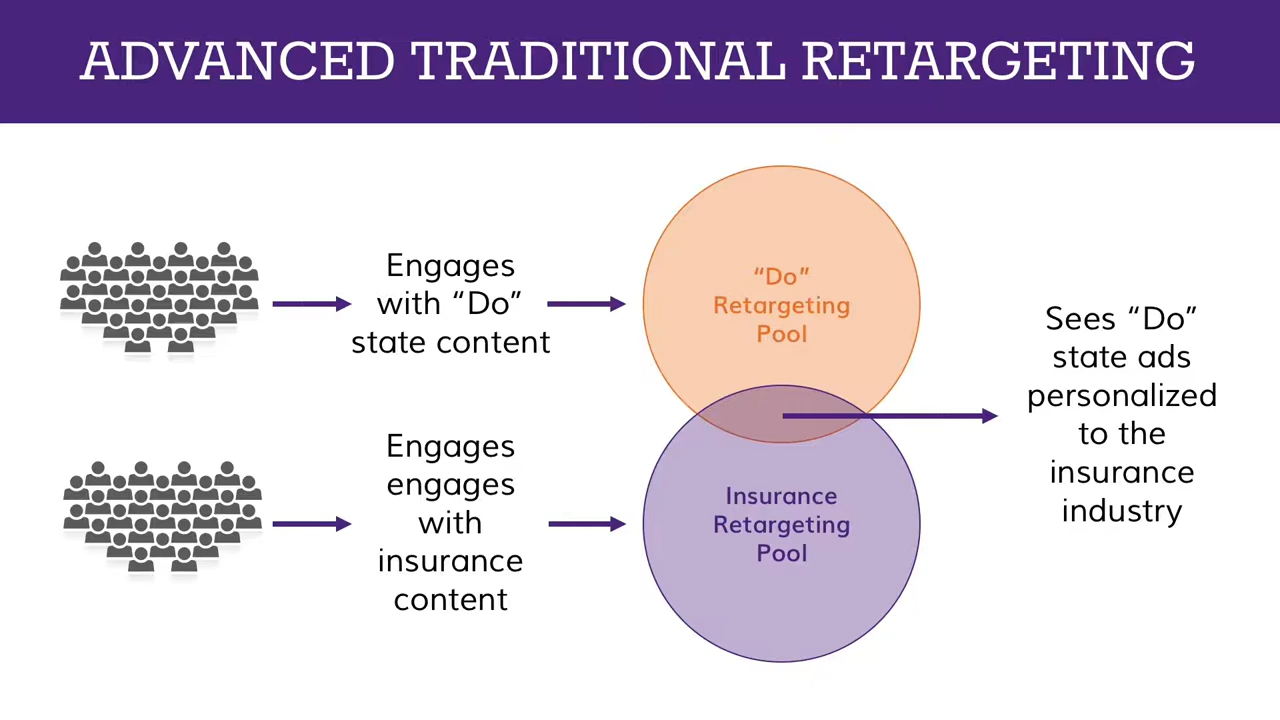 ADVANCED TRADITIONAL RETARGETING
Engages
with “Do”
state content
“Do”
Retargeting
Pool
Engages
engages
with
insurance
content
Insurance
Retargeting
Pool
Sees “Do”
state ads
personalized
to the
insurance
industry